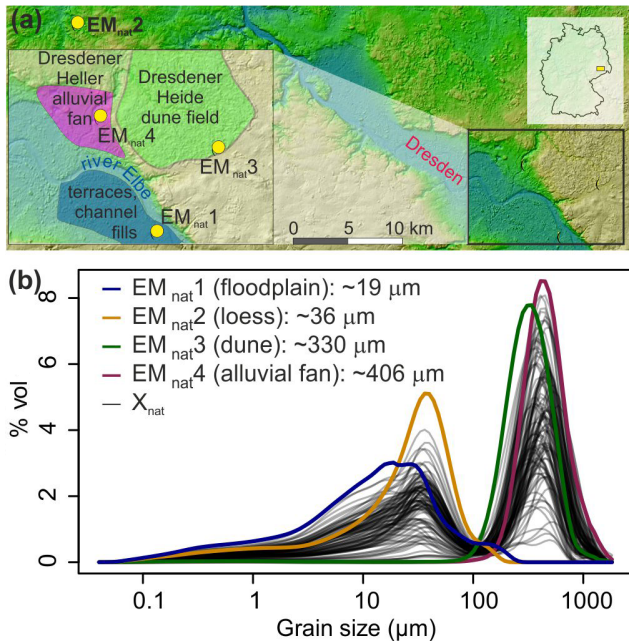 (a)
EMnat2
Dresdener
Heller
alluvial
fan
EMnat4
Dresdener
Heide
dune field
EMnat3
river Elbe
terraces,
channel
fills
EMnat1
Dresden
0 5 10 km
(b)
EMnat1 (floodplain): ~19 μm
EMnat2 (loess): ~36 μm
EMnat3 (dune): ~330 μm
EMnat4 (alluvial fan): ~406 μm
Xnat
% vol
8
6
4
2
0
0.1 1 10 100 1000
Grain size (μm)